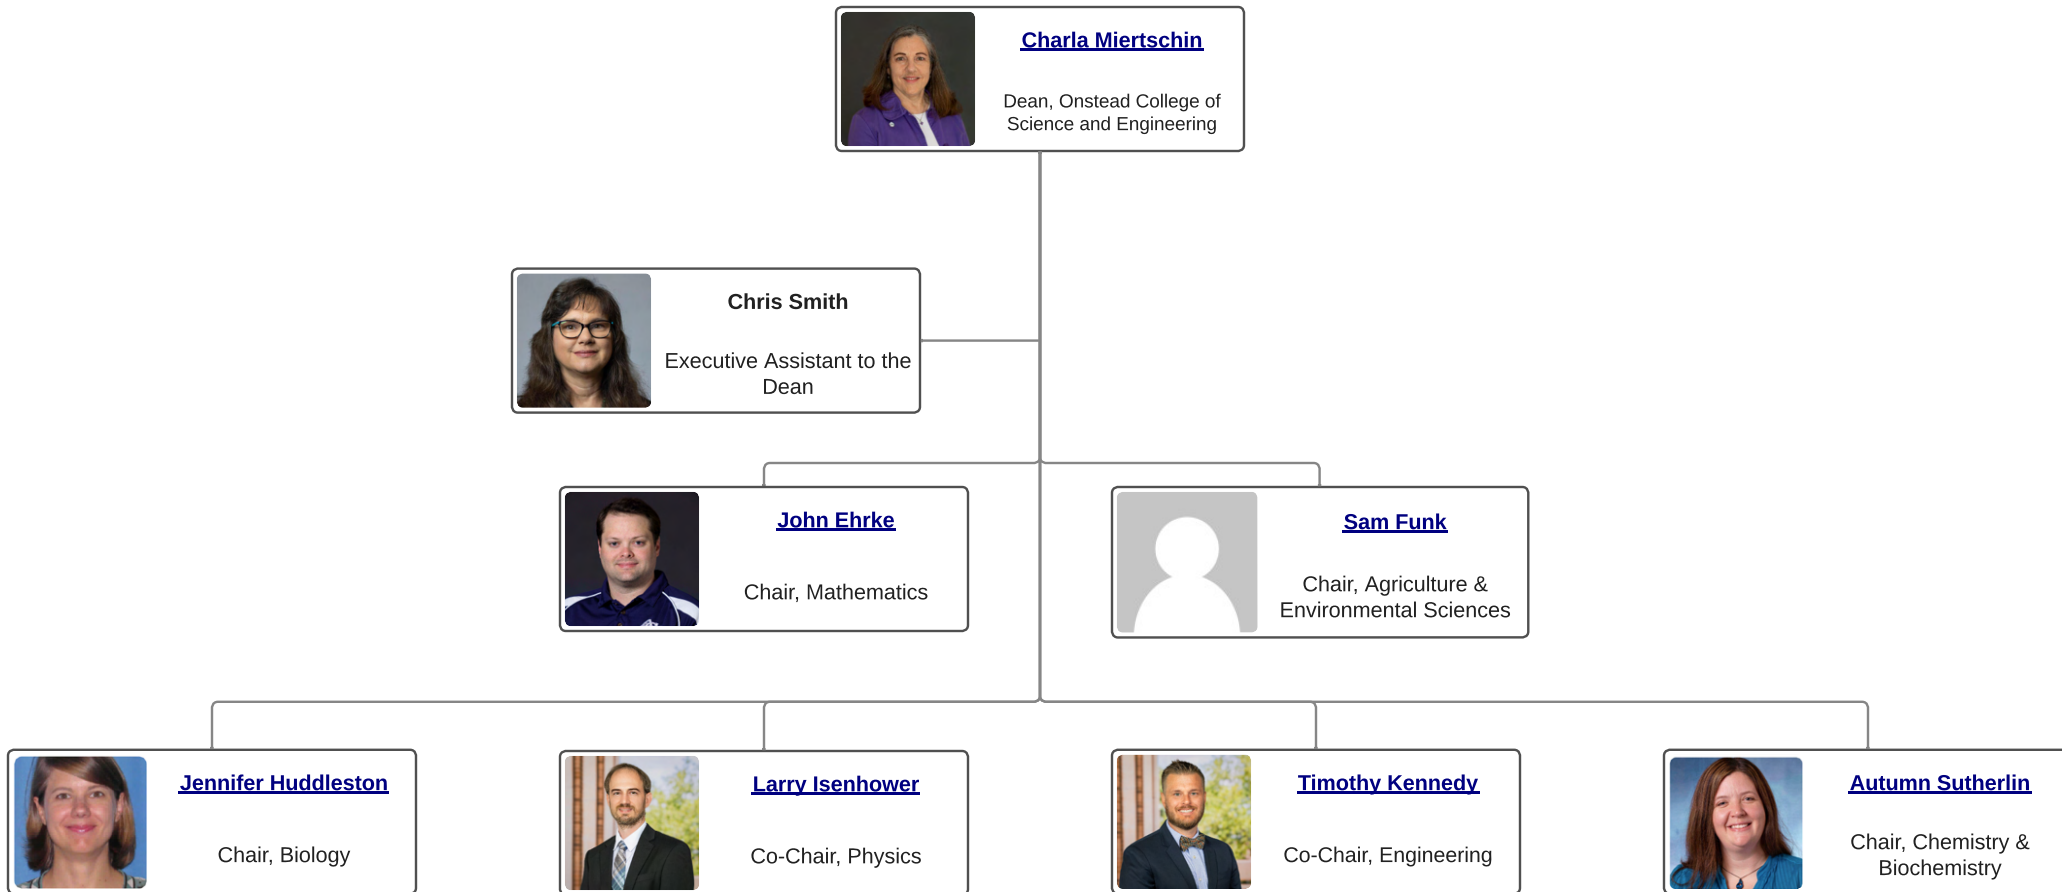 Charla Miertschin
Dean, Onstead College of
Science and Engineering
Chris Smith
Executive Assistant to the
Dean
John Ehrke
Chair, Mathematics
Sam Funk
Chair, Agriculture &
Environmental Sciences
Jennifer Huddleston
Chair, Biology
Larry Isenhower
Co-Chair, Physics
Timothy Kennedy
Co-Chair, Engineering
Autumn Sutherlin
Chair, Chemistry &
Biochemistry